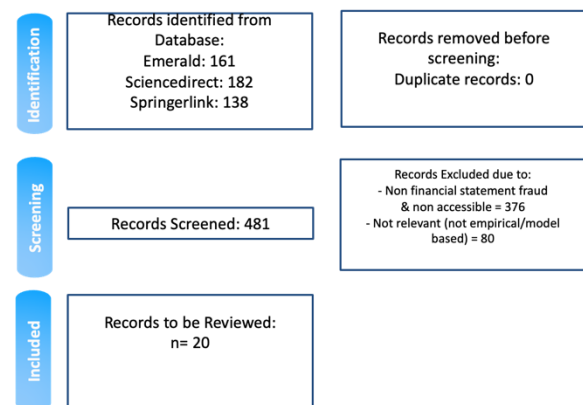 Identification
Records identified from
Database:
Emerald: 161
Sciencedirect: 182
Springerlink: 138
Records removed before
screening:
Duplicate records: 0
Screening
Records Screened: 481
Records Excluded due to:
- Non financial statement fraud
& non accessible = 376
- Not relevant (not empirical/model
based) = 80
Included
Records to be Reviewed:
n= 20